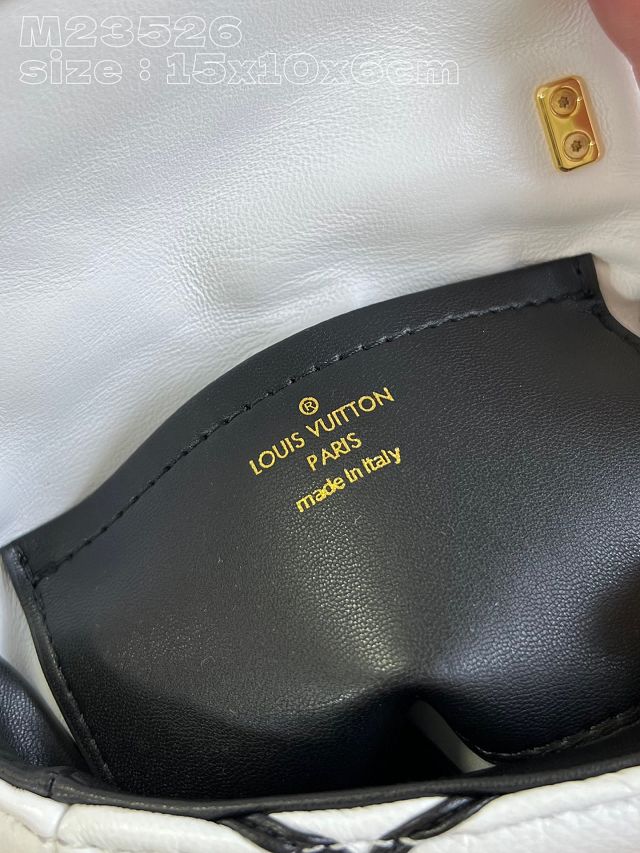 M23526
size : 15x10x6cm
®
LOUIS VUITTON
PARIS
made in Italy